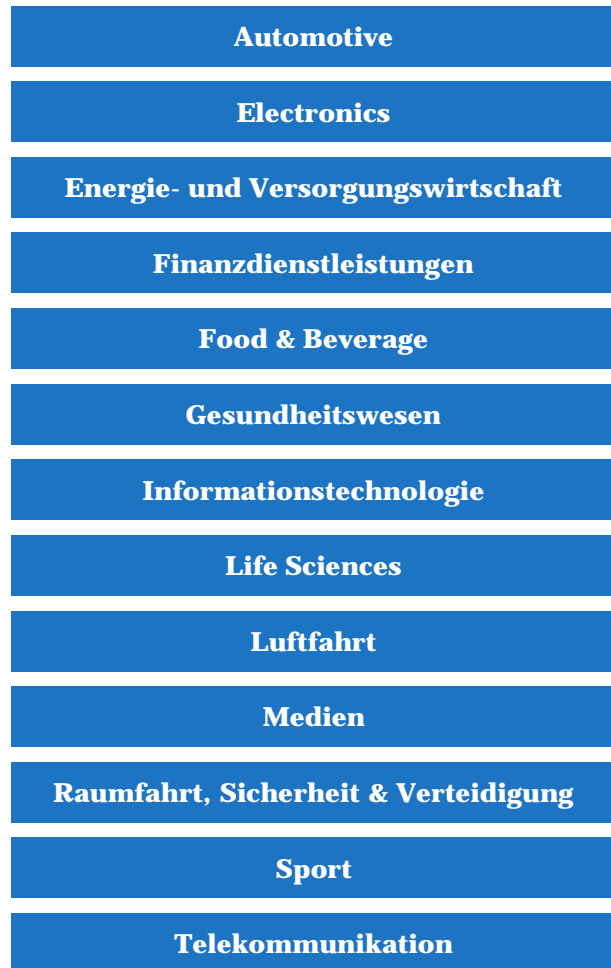 Automotive
Electronics
Energie- und Versorgungswirtschaft
Finanzdienstleistungen
Food & Beverage
Gesundheitswesen
Informationstechnologie
Life Sciences
Luftfahrt
Medien
Raumfahrt, Sicherheit & Verteidigung
Sport
Telekommunikation